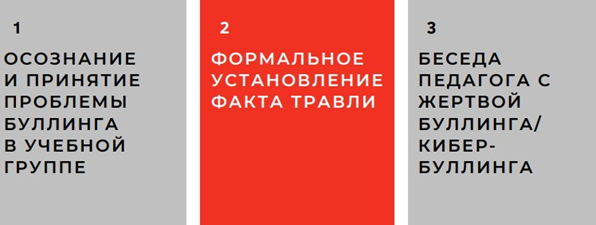 1
ОСОЗНАНИЕ
И ПРИНЯТИЕ
ПРОБЛЕМЫ
БУЛЛИНГА
В УЧЕБНОЙ
ГРУППЕ
2
ФОРМАЛЬНОЕ
УСТАНОВЛЕНИЕ
ФАКТА ТРАВЛИ
3
БЕСЕДА
ПЕДАГОГА С
ЖЕРТВОЙ
БУЛЛИНГА/
КИБЕР-
БУЛЛИНГА